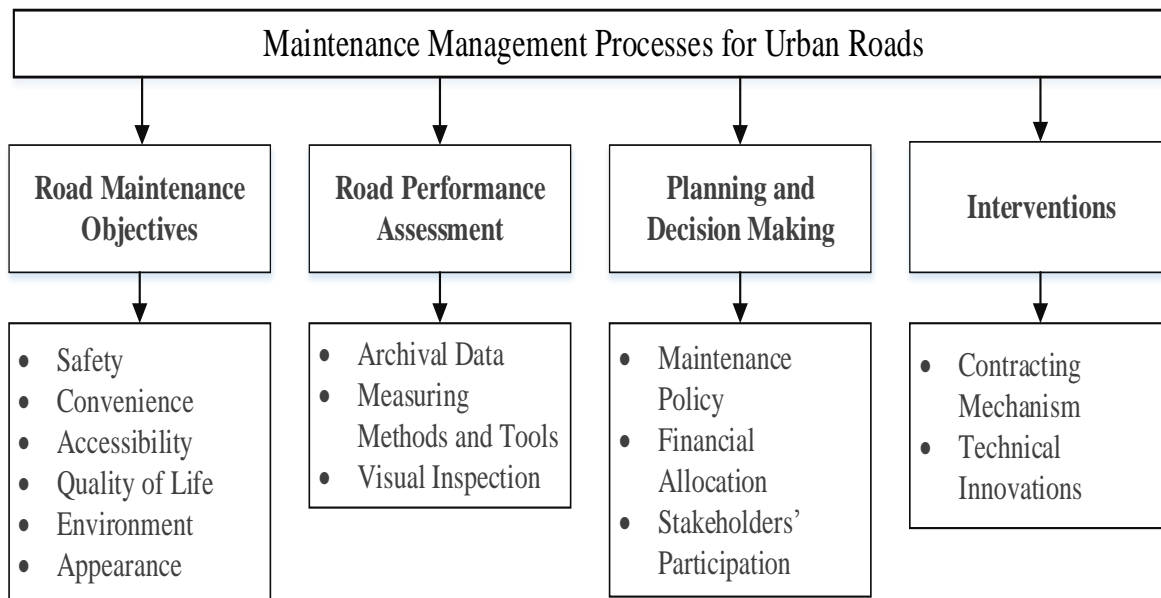 Maintenance Management Processes for Urban Roads
Road Maintenance
Objectives
Road Performance
Assessment
Planning and
Decision Making
Interventions
• Safety
• Convenience
• Accessibility
• Quality of Life
• Environment
• Appearance
• Archival Data
• Measuring
Methods and Tools
• Visual Inspection
• Maintenance
Policy
• Financial
Allocation
• Stakeholders’
Participation
• Contracting
Mechanism
• Technical
Innovations